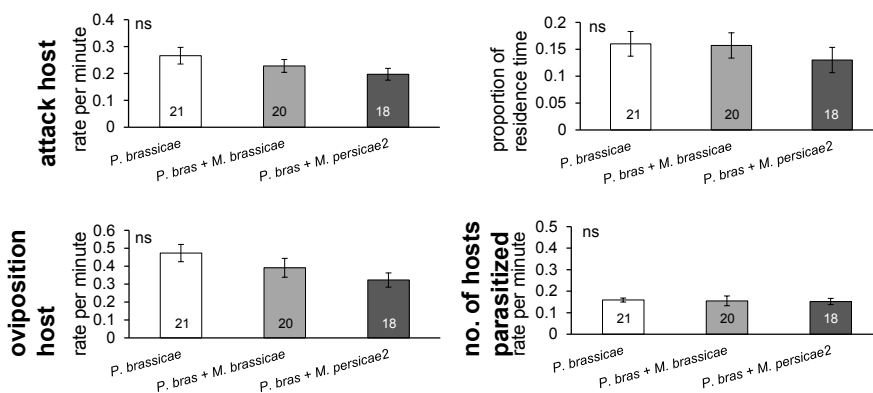 attack host
rate per minute
0.4
0.3
0.2
0.1
0
ns
21
20
18
P. brassicae
P. bras + M. brassicae
P. bras + M. persicae2
proportion of
residence time
0.2
0.15
0.1
0.05
0
ns
21
20
18
P. brassicae
P. bras + M. brassicae
P. bras + M. persicae2
oviposition
host
rate per minute
0.6
0.5
0.4
0.3
0.2
0.1
0
ns
21
20
18
P. brassicae
P. bras + M. brassicae
P. bras + M. persicae2
no. of hosts
parasitized
rate per minute
0.5
0.4
0.3
0.2
0.1
0
ns
21
20
18
P. brassicae
P. bras + M. brassicae
P. bras + M. persicae2